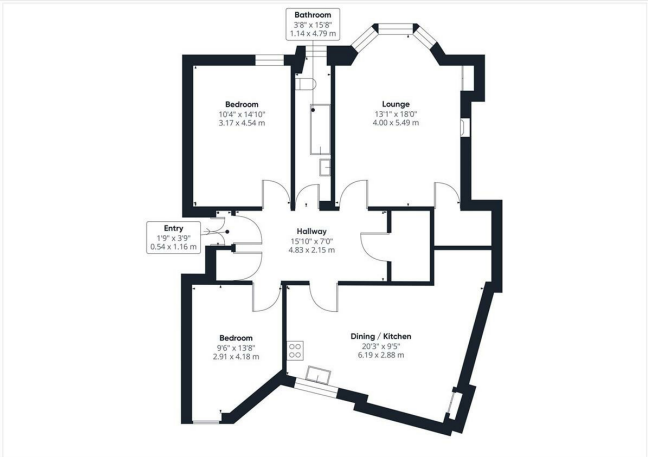 Bathroom
3'8" x 15'8"
1.14 x 4.79 m
Bedroom
10'4" x 14'10"
3.17 x 4.54 m
Lounge
13'1" x 18'0"
4.00 x 5.49 m
Entry
1'9" x 3'9"
0.54 x 1.16 m
Hallway
15'10" x 7'0"
4.83 x 2.15 m
Bedroom
9'6" x 13'8"
2.91 x 4.18 m
Dining / Kitchen
20'3" x 9'5"
6.19 x 2.88 m